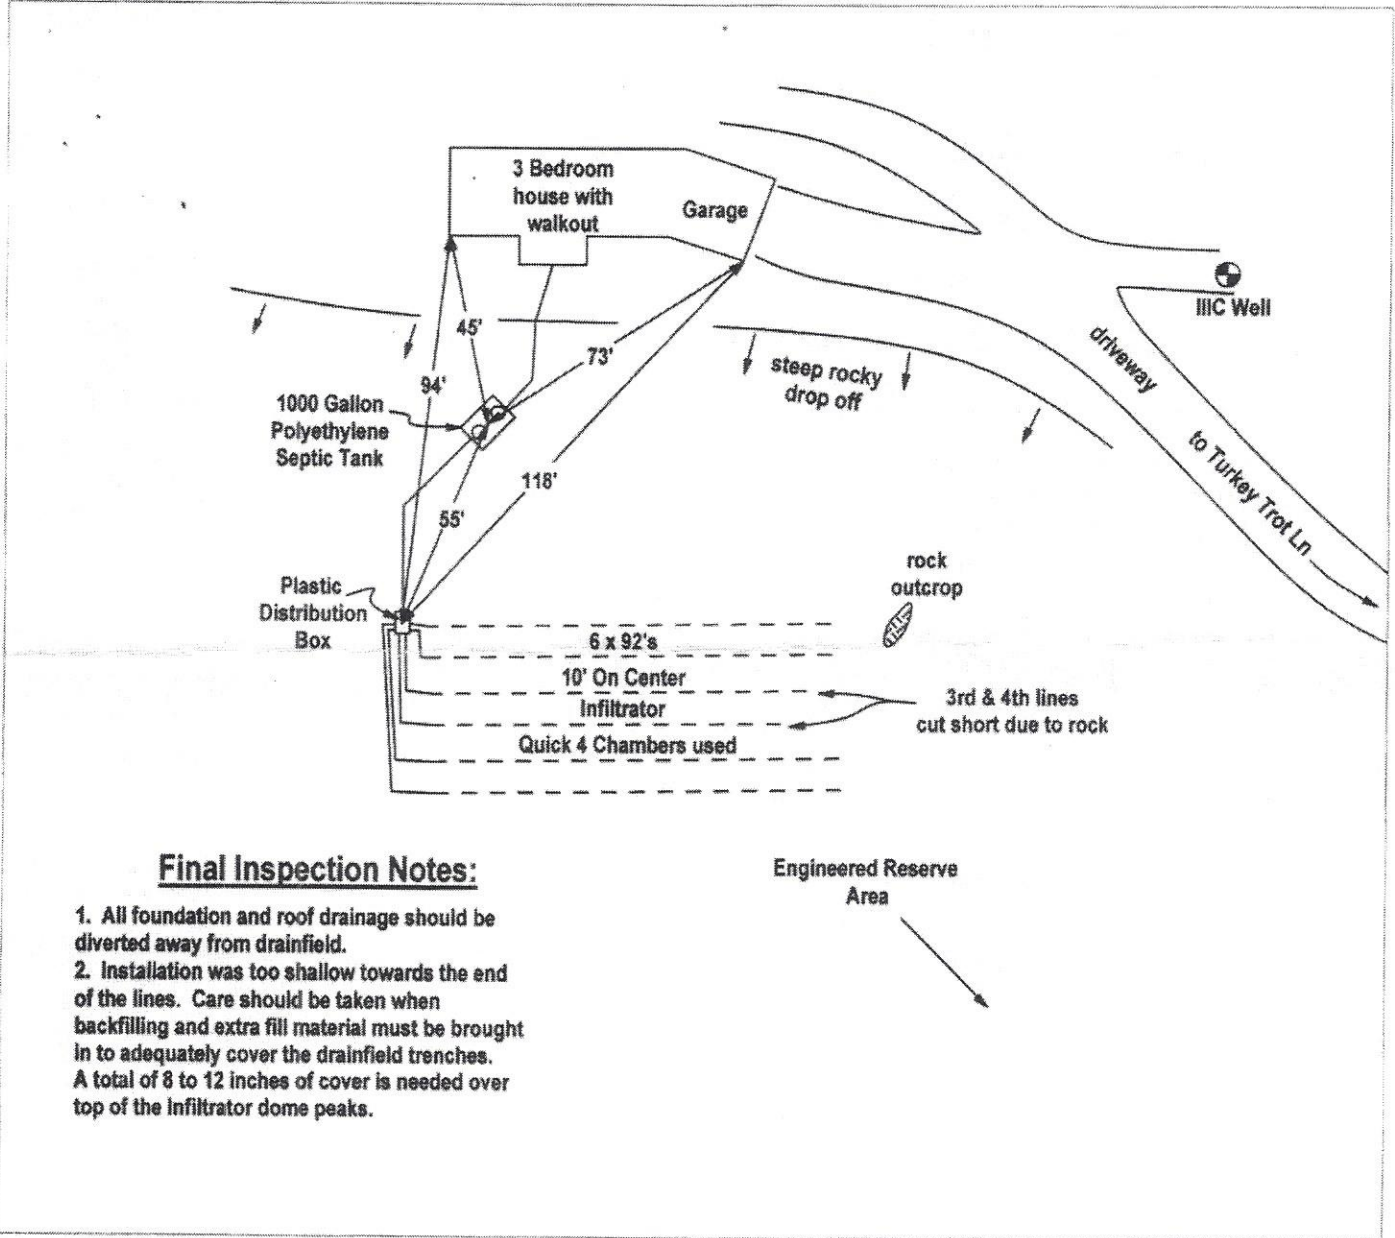 3 Bedroom
house with
walkout
Garage
IIIC Well
driveway
to Turkey Trot Ln
45'
73'
94'
steep rocky
drop off
1000 Gallon
Polyethylene
Septic Tank
118'
55'
rock
outcrop
Plastic
Distribution
Box
6 x 92's
10' On Center
Infiltrator
Quick 4 Chambers used
3rd & 4th lines
cut short due to rock
Final Inspection Notes:
1. All foundation and roof drainage should be
diverted away from drainfield.
2. Installation was too shallow towards the end
of the lines. Care should be taken when
backfilling and extra fill material must be brought
in to adequately cover the drainfield trenches.
A total of 8 to 12 inches of cover is needed over
top of the Infiltrator dome peaks.
Engineered Reserve
Area